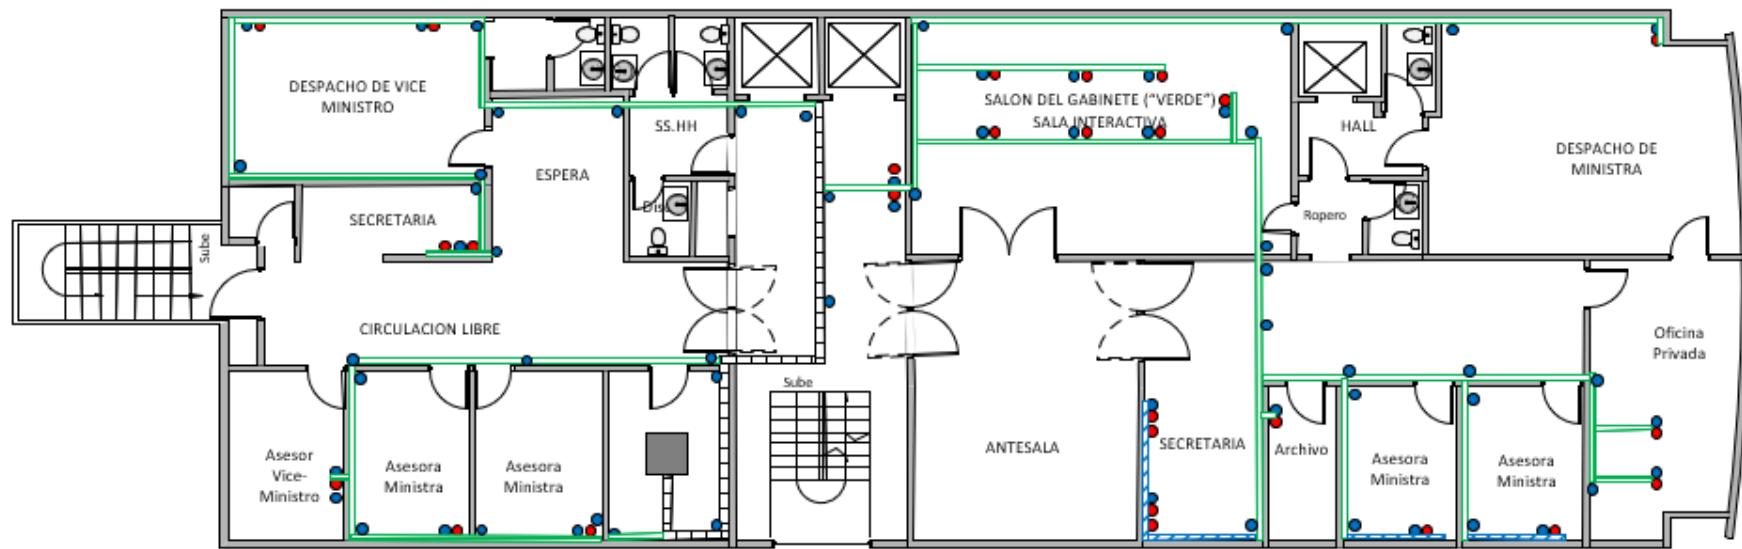 DESPACHO DE VICE
MINISTRO
SS.HH
ESPERA
SECRETARIA
Sube
CIRCULACION LIBRE
SALON DEL GABINETE ("VERDE")
SALA INTERACTIVA
HALL
DESPACHO DE
MINISTRA
Ropero
Oficina
Privada
Sube
Asesor
Vice-
Ministro
Asesora
Ministra
Asesora
Ministra
ANTESALA
SECRETARIA
Archivo
Asesora
Ministra
Asesora
Ministra